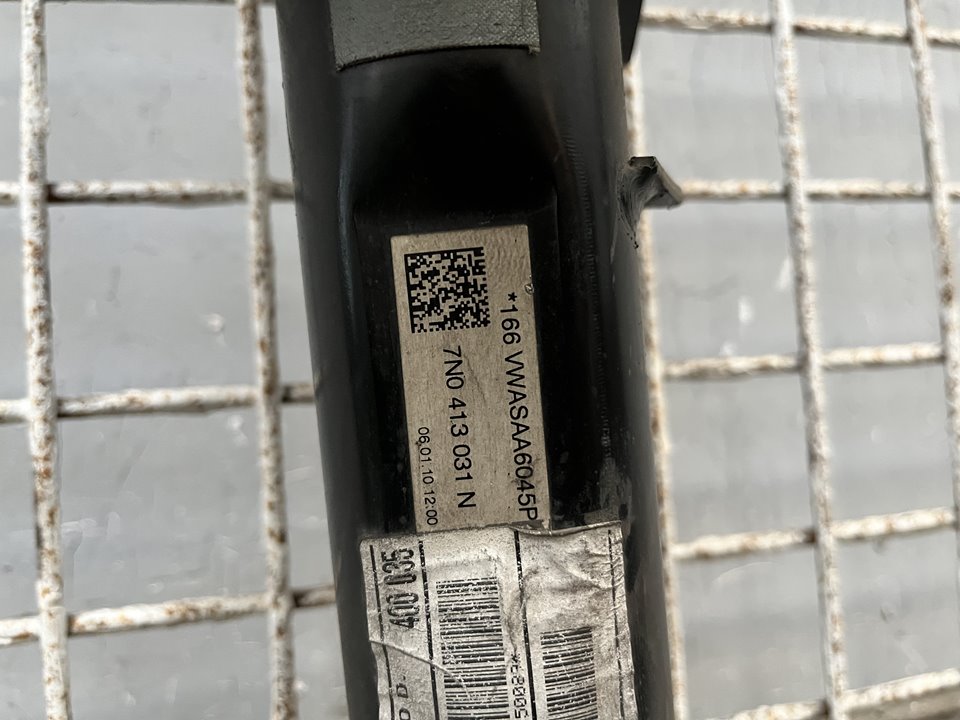 *166 VWASAA6045P
7N0 413 031 N
06.01.10 12:00
400 035
D.